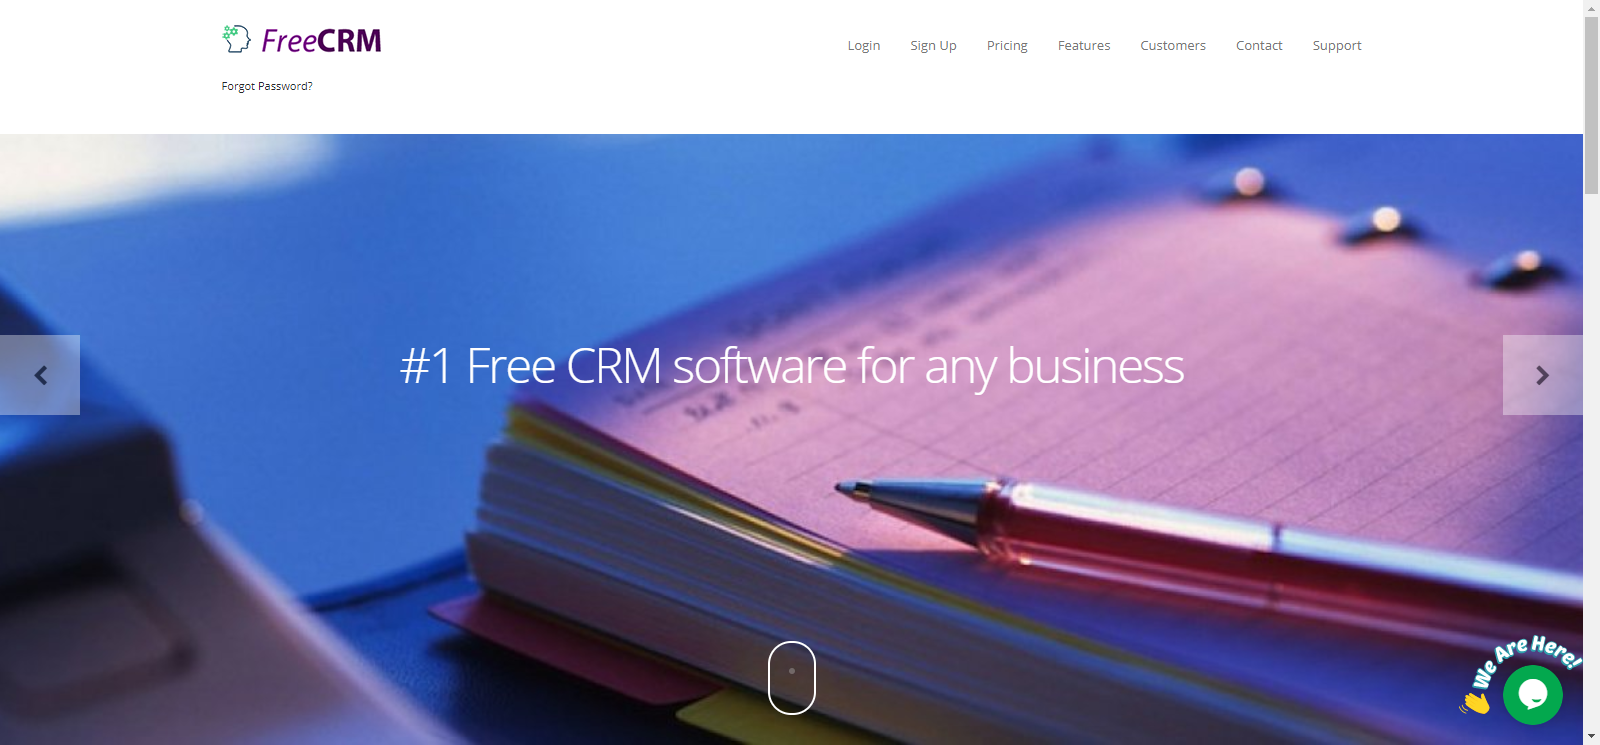 FreeCRM
Login
Sign Up
Pricing
Features
Customers
Contact
Support
Forgot Password?
#1 Free CRM software for any business
We Are Here!